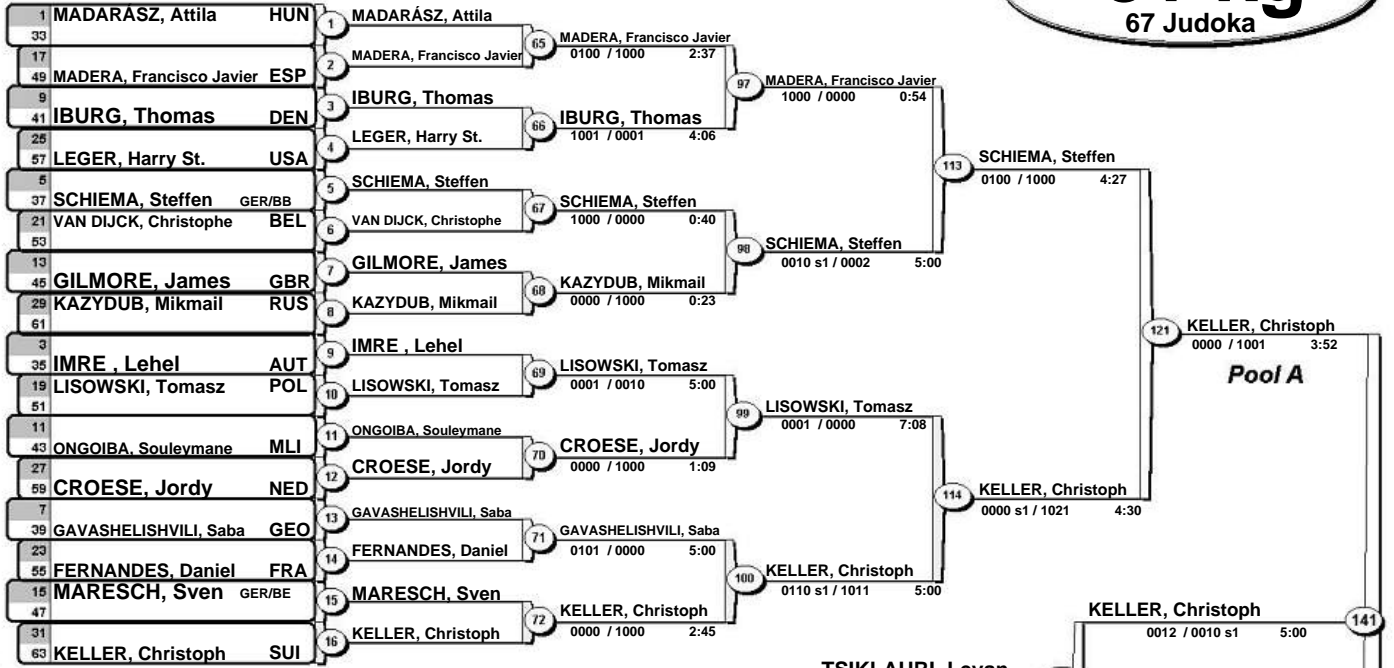 67 Judoka
1 MADARÁSZ, Attila HUN
33
17
49 MADERA, Francisco Javier ESP
9
41 IBURG, Thomas DEN
25
57 LEGER, Harry St. USA
5
37 SCHIEMA, Steffen GER/BB
21 VAN DIJCK, Christophe BEL
53
13
45 GILMORE, James GBR
29 KAZYDUB, Mikmail RUS
61
3
35 IMRE , Lehel AUT
19 LISOWSKI, Tomasz POL
51
11
43 ONGOIBA, Souleymane MLI
27
59 CROESE, Jordy NED
7
39 GAVASHELISHVILI, Saba GEO
23
55 FERNANDES, Daniel FRA
15 MARESCH, Sven GER/BE
47
31
63 KELLER, Christoph SUI
1 MADARÁSZ, Attila
2 MADERA, Francisco Javier
3 IBURG, Thomas
4 LEGER, Harry St.
5 SCHIEMA, Steffen
6 VAN DIJCK, Christophe
7 GILMORE, James
8 KAZYDUB, Mikmail
9 IMRE , Lehel
10 LISOWSKI, Tomasz
11 ONGOIBA, Souleymane
12 CROESE, Jordy
13 GAVASHELISHVILI, Saba
14 FERNANDES, Daniel
15 MARESCH, Sven
16 KELLER, Christoph
65 MADERA, Francisco Javier
0100 / 1000 2:37
66 IBURG, Thomas
1001 / 0001 4:06
67 SCHIEMA, Steffen
1000 / 0000 0:40
68 KAZYDUB, Mikmail
0000 / 1000 0:23
69 LISOWSKI, Tomasz
0001 / 0010 5:00
70 CROESE, Jordy
0000 / 1000 1:09
71 GAVASHELISHVILI, Saba
0101 / 0000 5:00
72 KELLER, Christoph
0000 / 1000 2:45
97 MADERA, Francisco Javier
1000 / 0000 0:54
98 SCHIEMA, Steffen
0010 s1 / 0002 5:00
99 LISOWSKI, Tomasz
0001 / 0000 7:08
100 KELLER, Christoph
0110 s1 / 1011 5:00
113 SCHIEMA, Steffen
0100 / 1000 4:27
114 KELLER, Christoph
0000 s1 / 1021 4:30
121 KELLER, Christoph
0000 / 1001 3:52
Pool A
KELLER, Christoph 141
0012 / 0010 s1 5:00